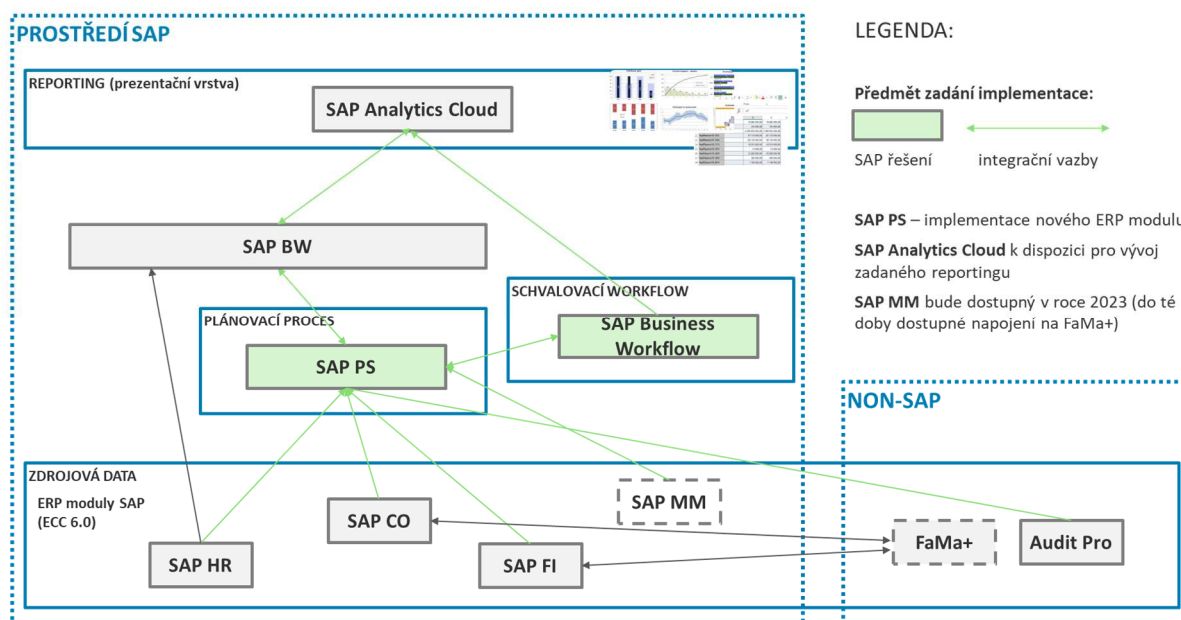 PROSTŘEDÍ SAP
REPORTING (prezentační vrstva)
SAP Analytics Cloud
SAP BW
SCHVALOVACÍ WORKFLOW
SAP Business
Workflow
PLÁNOVACÍ PROCES
SAP PS
ZDROJOVÁ DATA
ERP moduly SAP
(ECC 6.0)
SAP HR
SAP CO
SAP FI
SAP MM
NON-SAP
FaMa+
Audit Pro
LEGENDA:
Předmět zadání implementace:
SAP řešení
integrační vazby
SAP PS – implementace nového ERP modulu
SAP Analytics Cloud k dispozici pro vývoj
zadaného reportingu
SAP MM bude dostupný v roce 2023 (do té
doby dostupné napojení na FaMa+)